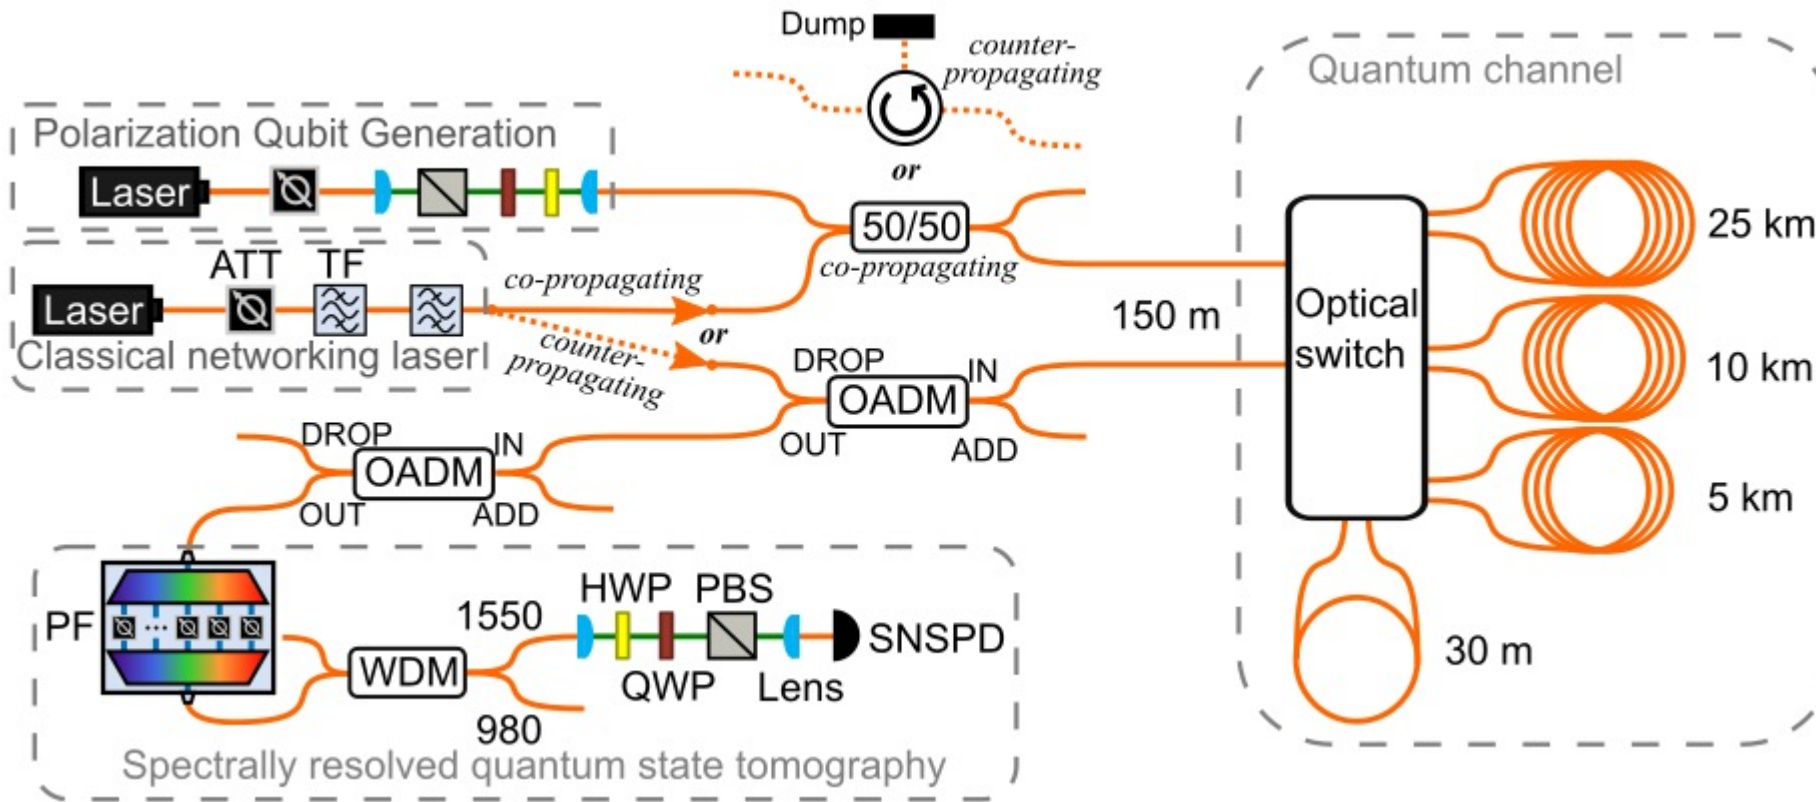 Dump
counter-
propagating
Quantum channel
Polarization Qubit Generation
Laser
or
50/50
co-propagating
25 km
ATT
TF
Laser
co-propagating
or
counter-
propagating
Classical networking laser
150 m
Optical
switch
10 km
DROP
IN
OADM
OUT
ADD
DROP
IN
OADM
OUT
ADD
5 km
30 m
PF
...
1550
WDM
980
HWP
PBS
SNSPD
QWP
Lens
Spectrally resolved quantum state tomography